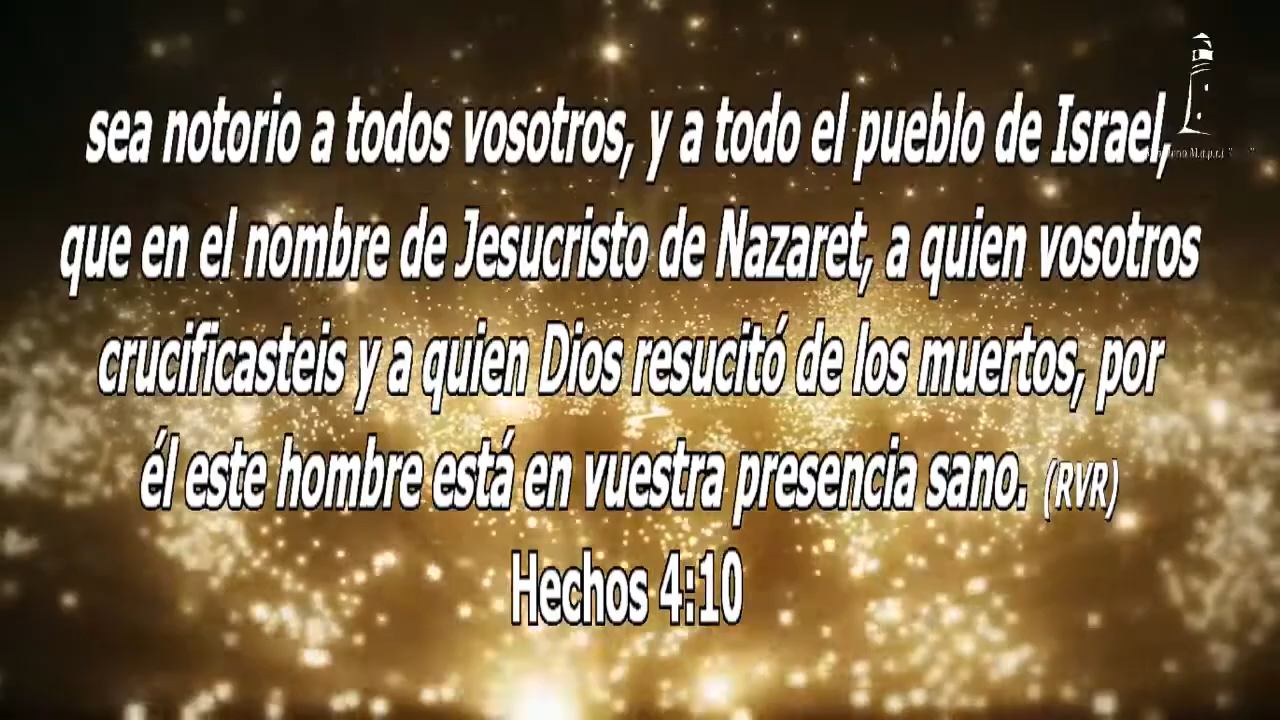 sea notorio a todos vosotros, y a todo el pueblo de Israel,
que en el nombre de Jesucristo de Nazaret, a quien vosotros
crucificasteis y a quien Dios resucitó de los muertos, por
él este hombre está en vuestra presencia sano. (RVR)
Hechos 4:10